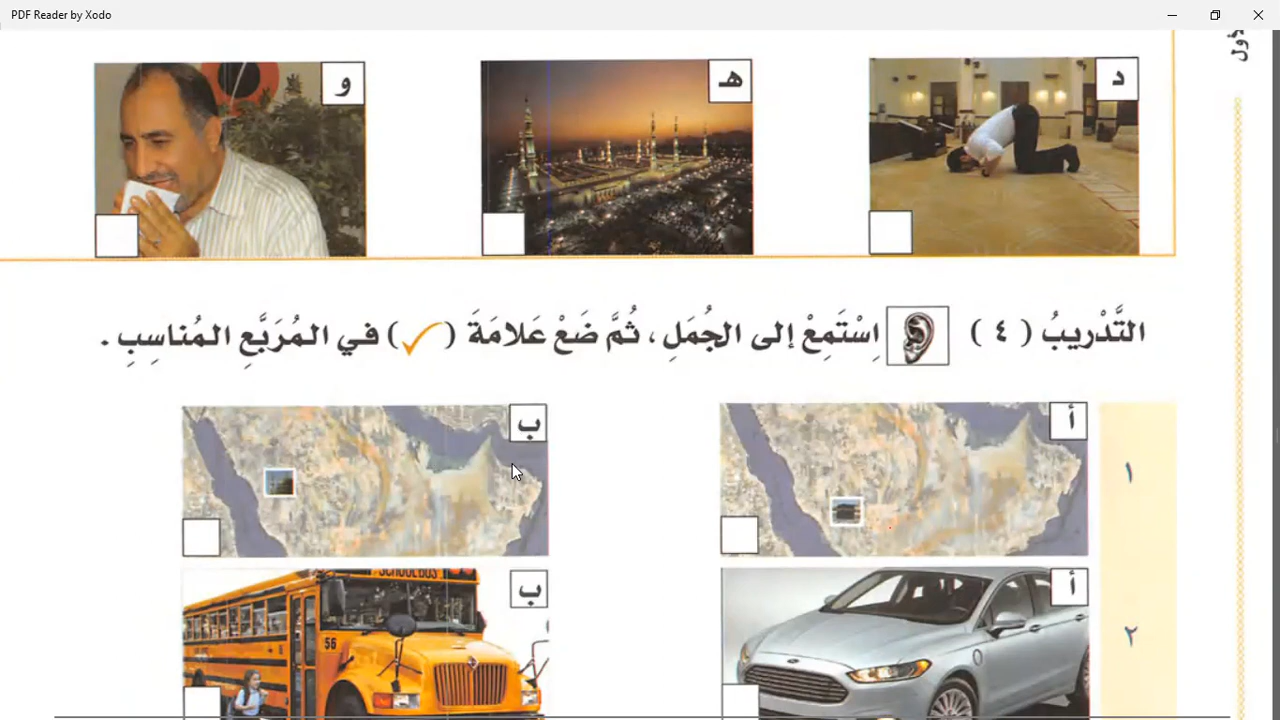 PDF Reader by Xodo
د
هـ
و
التَّدْرِيبُ ( ٤ ) اِسْتَمِعْ إلى الجُمَلِ ، ثُمَّ ضَعْ عَلامَةَ ( ✓ ) في المُرَبَّعِ المُناسِبِ .
١
أ
ب
٢
أ
ب
SCHOOL BUS
56